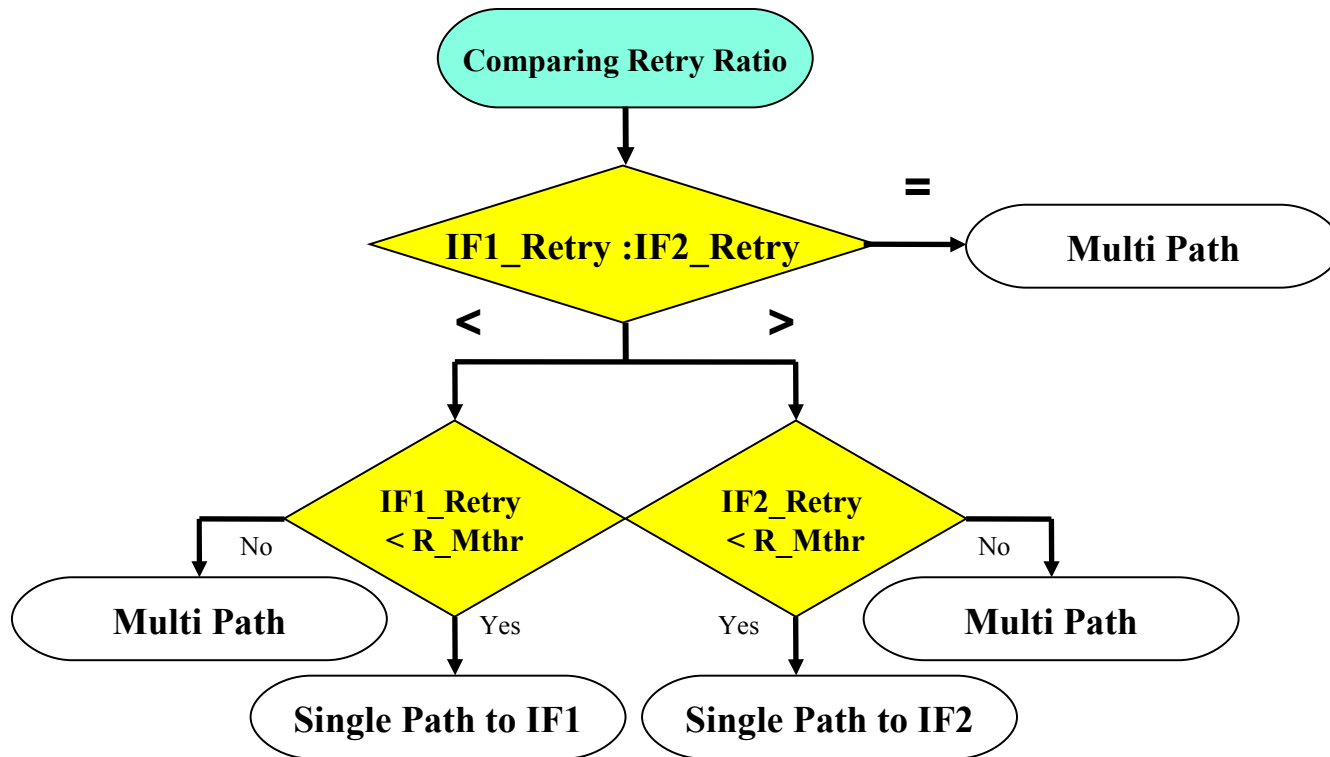 Comparing Retry Ratio
=
IF1_Retry :IF2_Retry
Multi Path
<
>
IF1_Retry
< R_Mthr
IF2_Retry
< R_Mthr
No
No
Multi Path
Yes
Yes
Multi Path
Single Path to IF1
Single Path to IF2